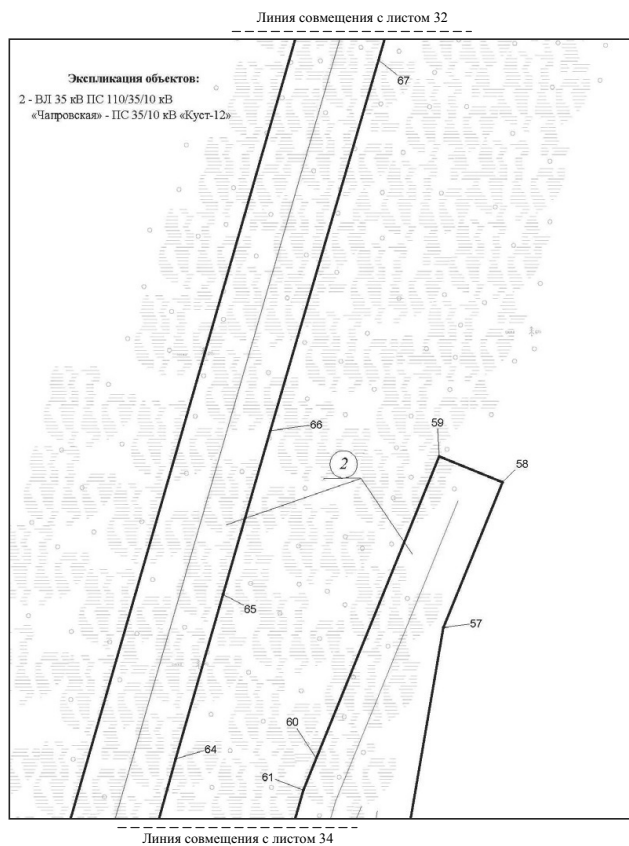 Линия совмещения с листом 32
Экспликация объектов:
2 - ВЛ 35 кВ ПС 110/35/10 кВ
«Чапровская» - ПС 35/10 кВ «Куст-12»
67
66
59
2
58
65
57
60
64
61
Линия совмещения с листом 34